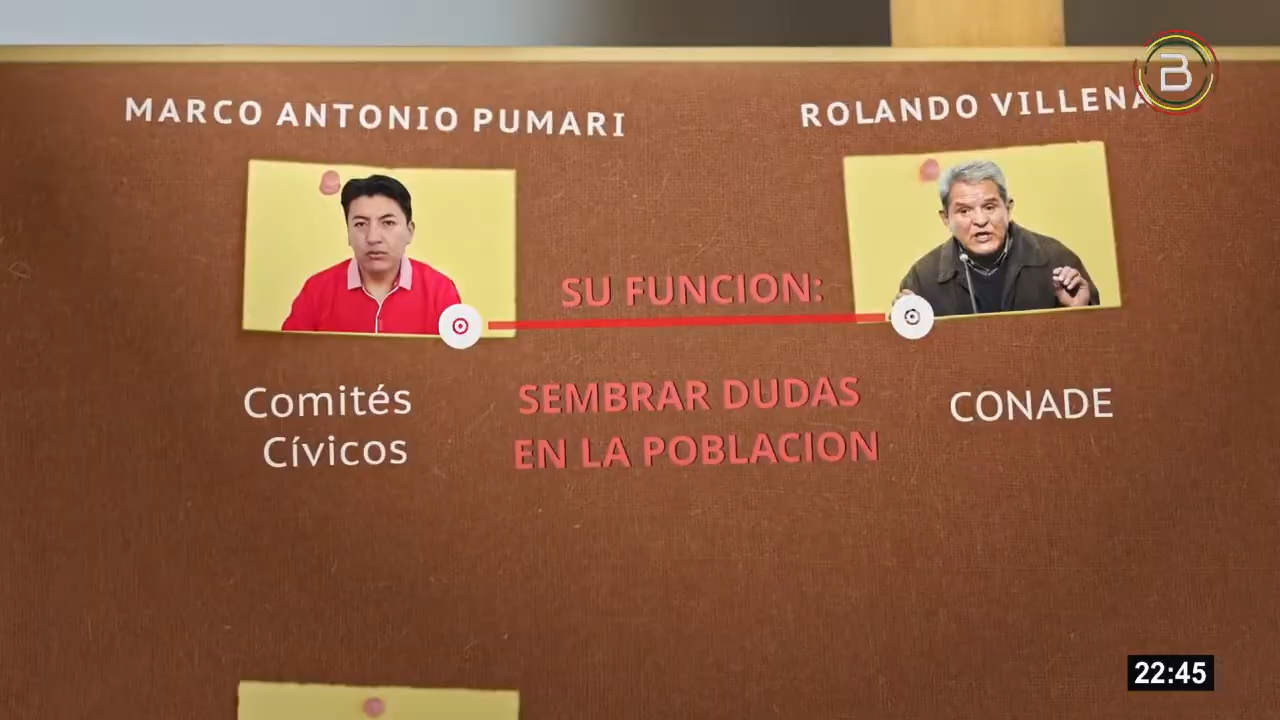 MARCO ANTONIO PUMARI
ROLANDO VILLENA
B
SU FUNCION:
SEMBRAR DUDAS
EN LA POBLACION
Comités
Cívicos
CONADE
22:45